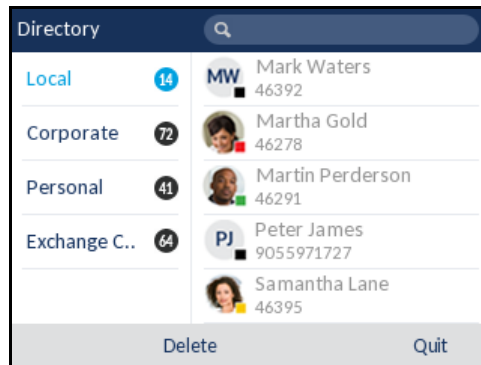 Directory
Local 14
Corporate 72
Personal 41
Exchange C.. 64
MW Mark Waters
46392
Martha Gold
46278
Martin Perderson
46291
PJ Peter James
9055971727
Samantha Lane
46395
Delete Quit